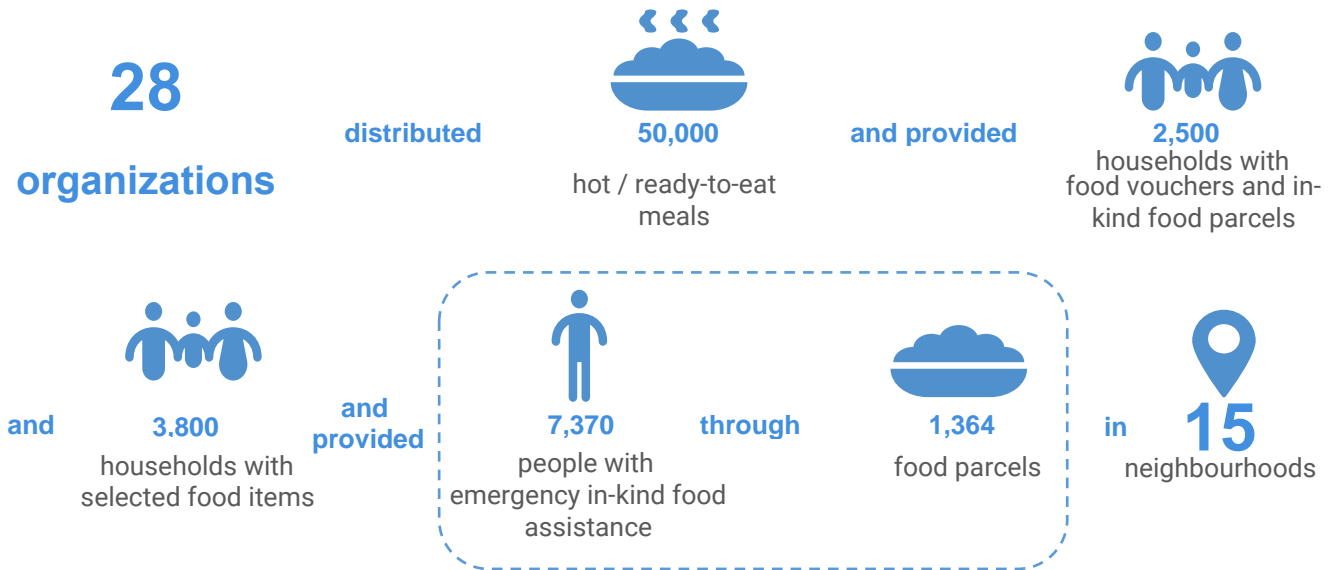 28
organizations
distributed
50,000
hot / ready-to-eat
meals
and provided
2,500
households with
food vouchers and in-
kind food parcels
and
3,800
households with
selected food items
and
provided
7,370
people with
emergency in-kind food
assistance
through
1,364
food parcels
in
15
neighbourhoods